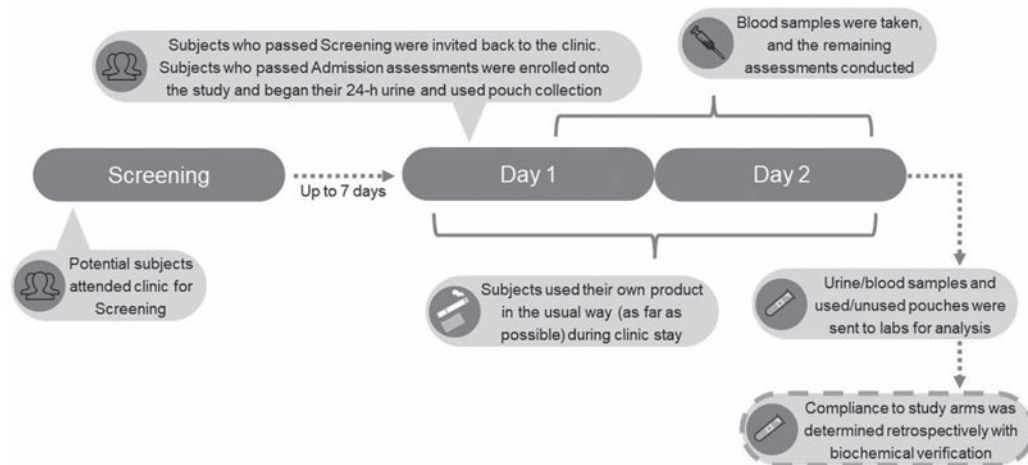 Subjects who passed Screening were invited back to the clinic.
Subjects who passed Admission assessments were enrolled onto
the study and began their 24-h urine and used pouch collection
Blood samples were taken,
and the remaining
assessments conducted
Screening
Up to 7 days
Day 1
Day 2
Potential subjects
attended clinic for
Screening
Subjects used their own product
in the usual way (as far as
possible) during clinic stay
Urine/blood samples and
used/unused pouches were
sent to labs for analysis
Compliance to study arms was
determined retrospectively with
biochemical verification